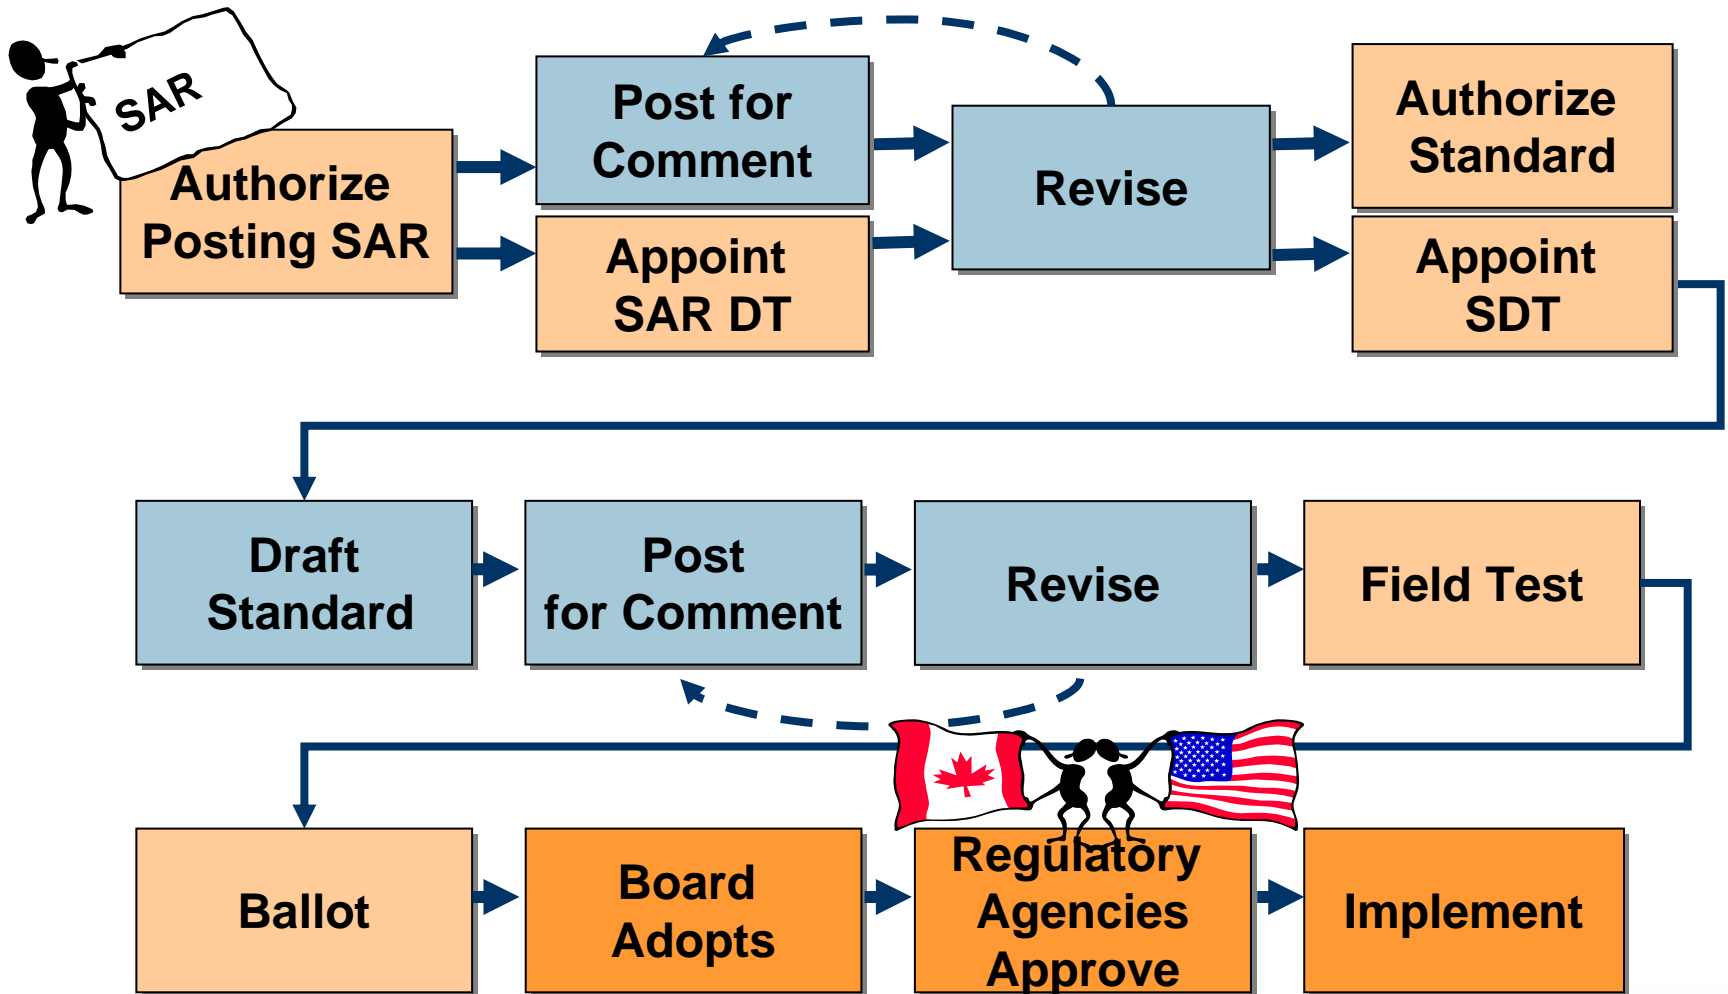 SAR
Authorize
Posting SAR
Post for
Comment
Appoint
SAR DT
Revise
Authorize
Standard
Appoint
SDT
Draft
Standard
Post
for Comment
Revise
Field Test
Ballot
Board
Adopts
Regulatory
Agencies
Approve
Implement